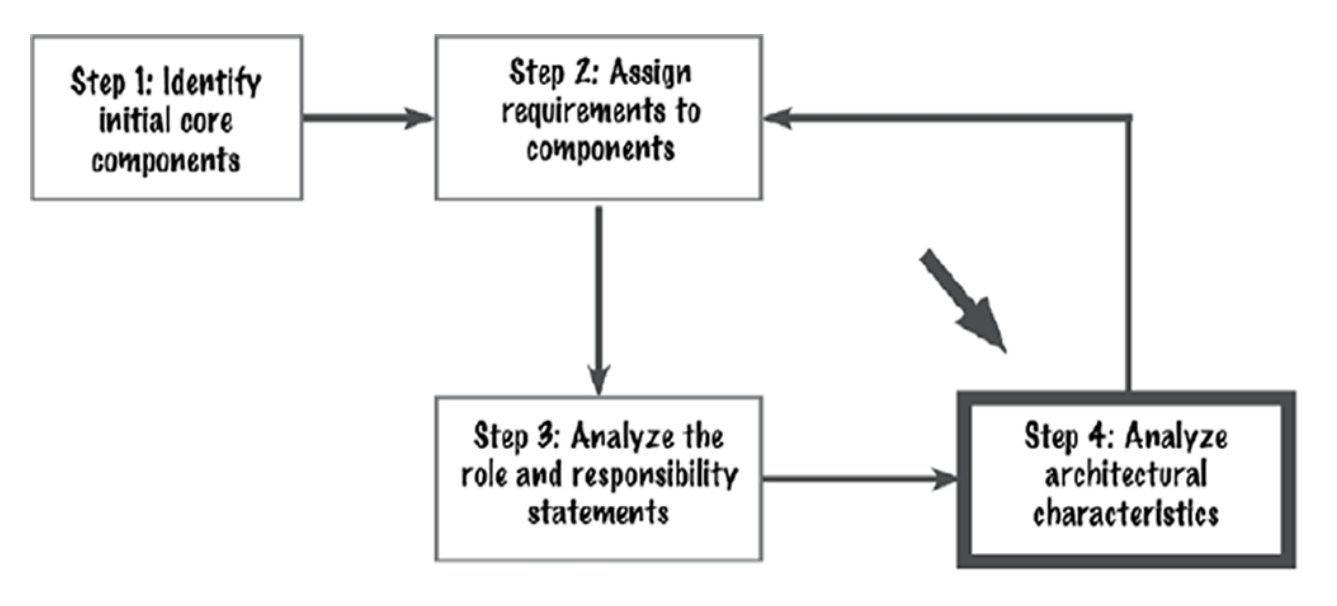 Step 1: Identify
initial core
components
Step 2: Assign
requirements to
components
Step 3: Analyze the
role and responsibility
statements
Step 4: Analyze
architectural
characteristics